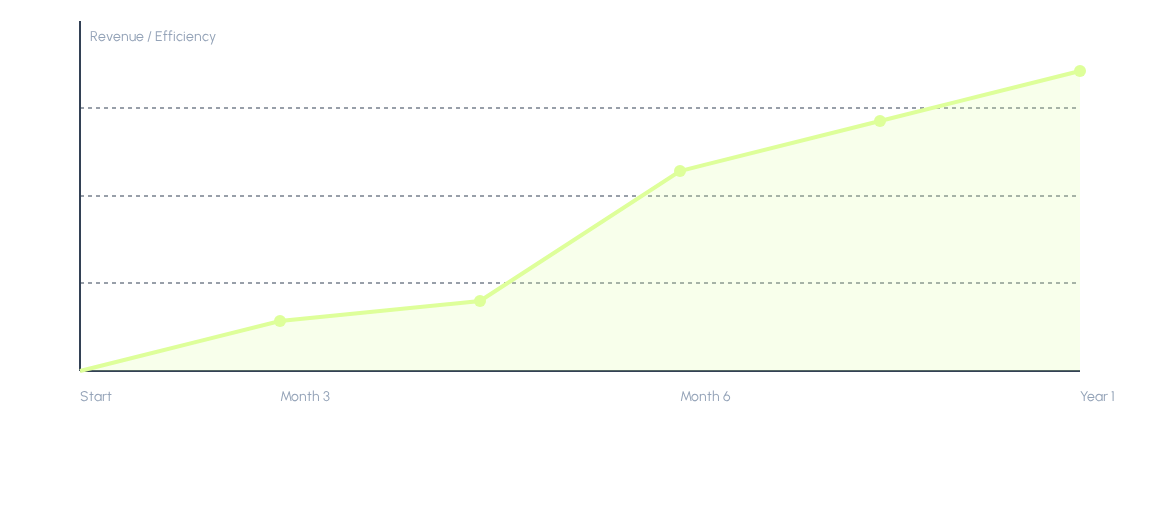 Revenue / Efficiency
Start
Month 3
Month 6
Year 1